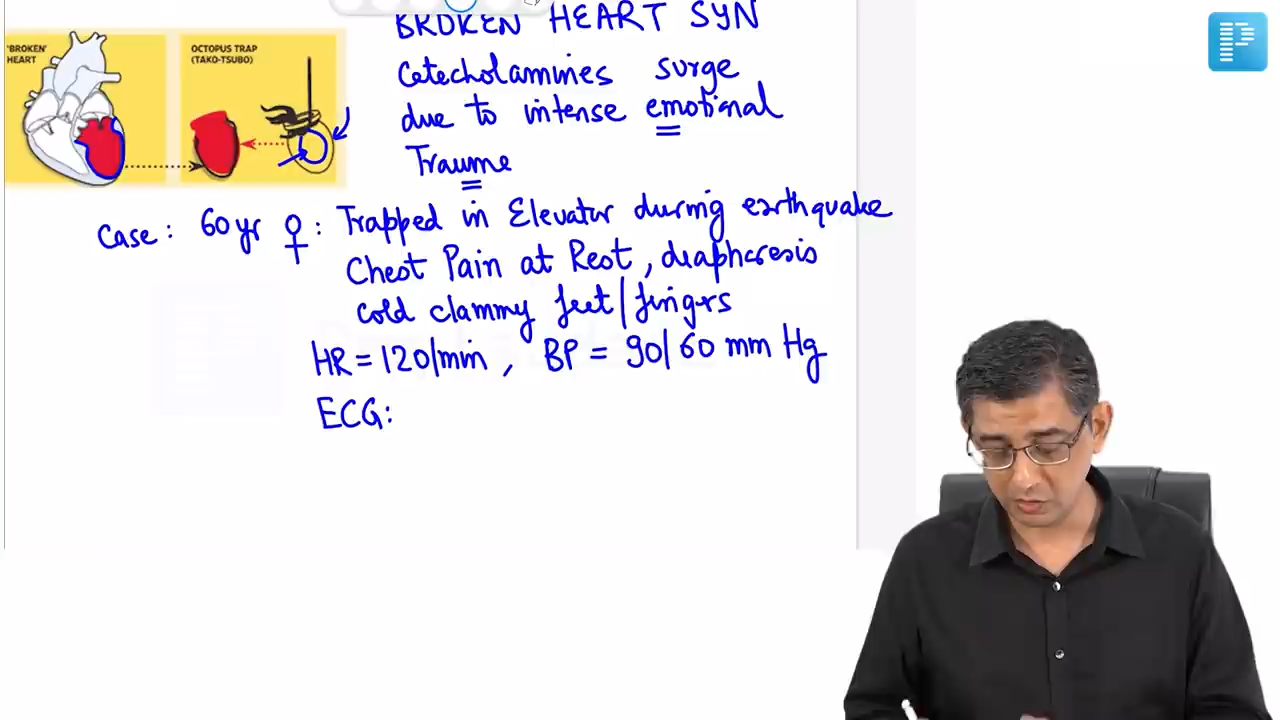 BROKEN HEART SYN
'BROKEN' HEART
OCTOPUS TRAP
(TAKO-TSUBO)
Cetecholamines surge
due to intense emotional
Traume
Case: 60 yr ♀: Trapped in Elevator during earthquake
Chest Pain at Rest, diaphoresis
cold clammy feet/fingers
HR = 120/min, BP = 90/60 mm Hg
ECG: